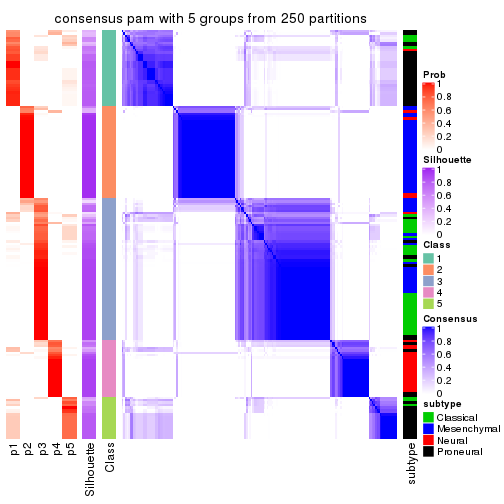 consensus pam with 5 groups from 250 partitions
Prob
1
0.8
0.6
0.4
0.2
0
Silhouette
1
0.8
0.6
0.4
0.2
0
Class
1
2
3
4
5
Consensus
1
0.8
0.6
0.4
0.2
0
subtype
Classical
Mesenchymal
Neural
Proneural
p1
p2
p3
p4
p5
Silhouette
Class
subtype